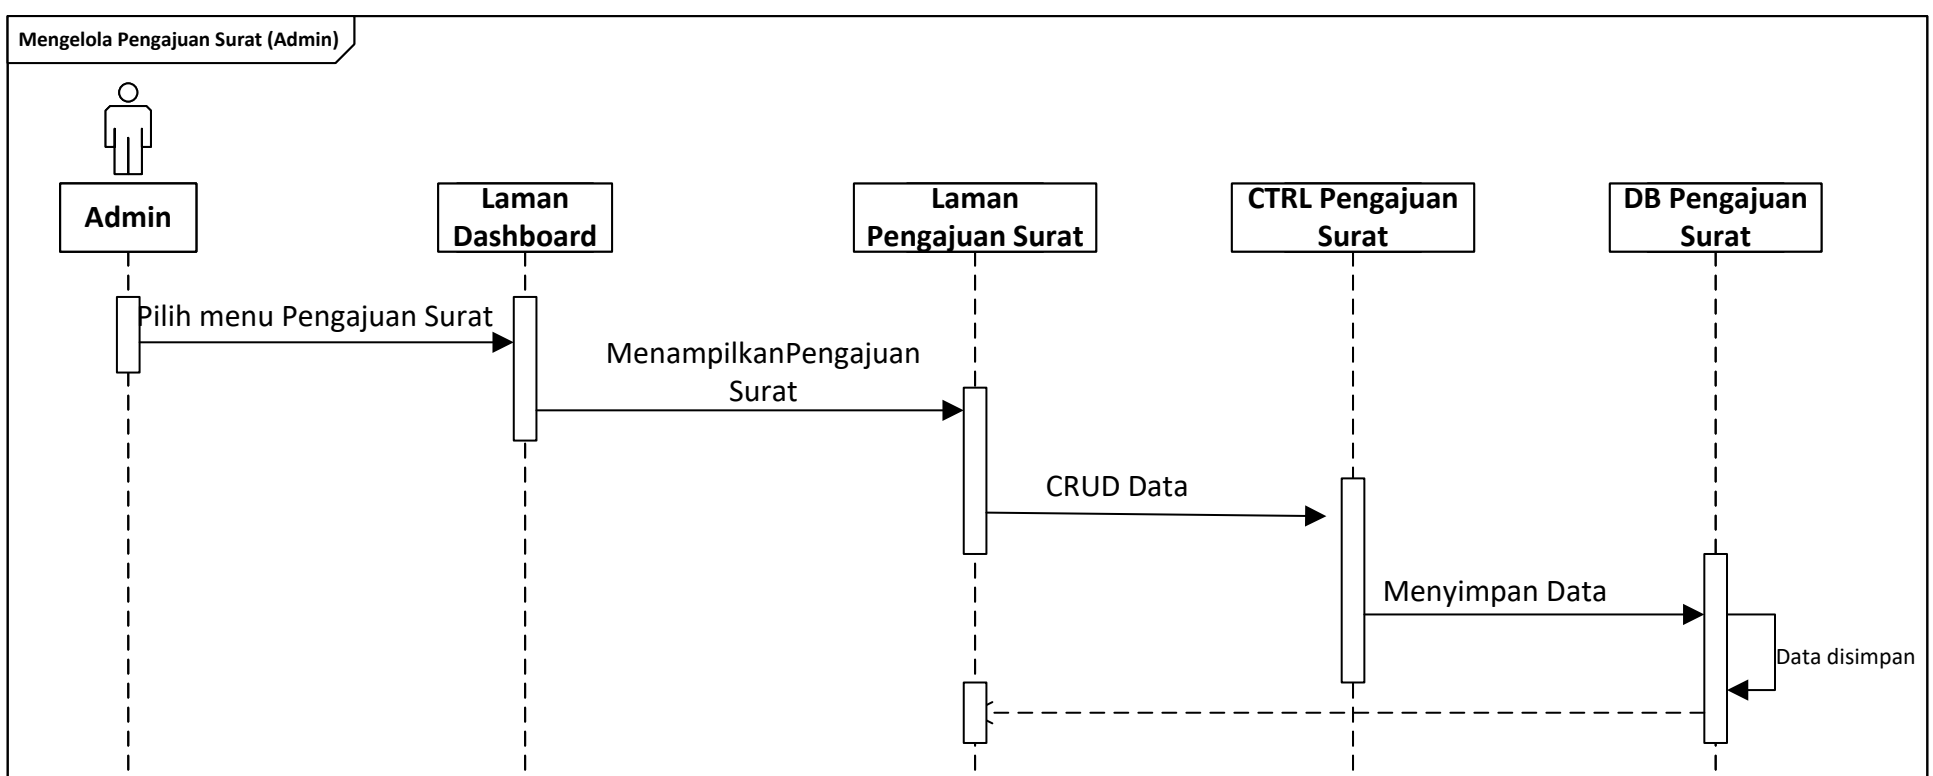 Mengelola Pengajuan Surat (Admin)
Admin
Laman
Dashboard
Laman
Pengajuan Surat
CTRL Pengajuan
Surat
DB Pengajuan
Surat
Pilih menu Pengajuan Surat
MenampilkanPengajuan
Surat
CRUD Data
Menyimpan Data
Data disimpan